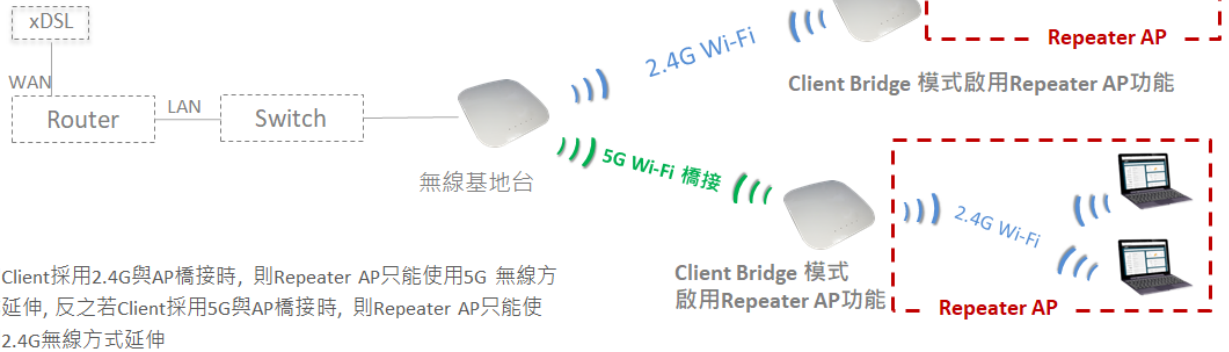 xDSL
WAN
Router
LAN
Switch
無線基地台
2.4G Wi-Fi
Repeater AP
Client Bridge 模式啟用Repeater AP功能
5G Wi-Fi 橋接
2.4G Wi-Fi
Client Bridge 模式
啟用Repeater AP功能
Repeater AP
Client採用2.4G與AP橋接時, 則Repeater AP只能使用5G 無線方
延伸, 反之若Client採用5G與AP橋接時, 則Repeater AP只能使
2.4G無線方式延伸